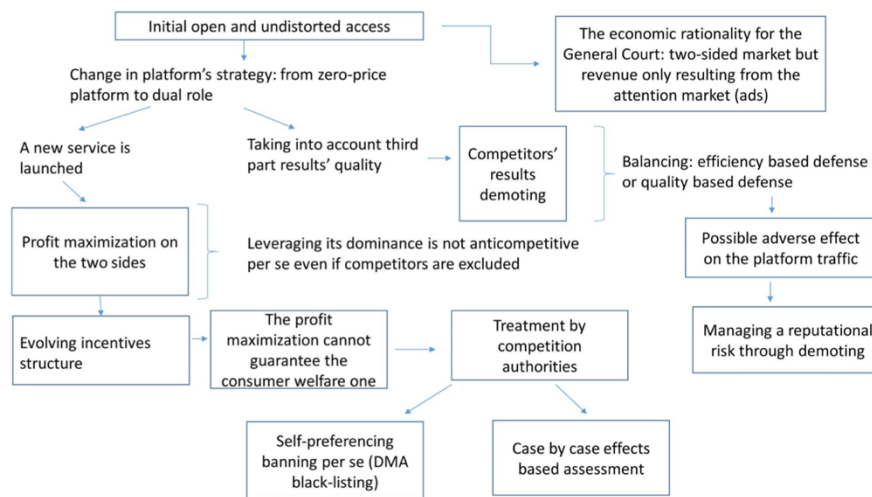 Initial open and undistorted access
The economic rationality for the
General Court: two-sided market but
revenue only resulting from the
attention market (ads)
Change in platform's strategy: from zero-price
platform to dual role
A new service is
launched
Taking into account third
part results' quality
Competitors'
results
demoting
Balancing: efficiency based defense
or quality based defense
Profit maximization on
the two sides
Leveraging its dominance is not anticompetitive
per se even if competitors are excluded
Possible adverse effect
on the platform traffic
Evolving incentives
structure
The profit
maximization cannot
guarantee the
consumer welfare one
Treatment by
competition
authorities
Managing a reputational
risk through demoting
Self-preferencing
banning per se (DMA
black-listing)
Case by case effects
based assessment